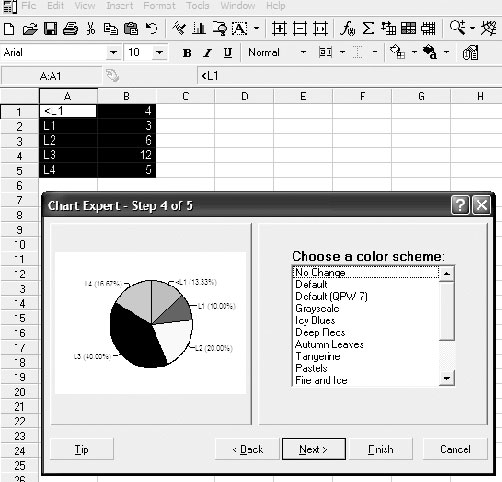 File Edit View Insert Format Tools Window Help
Arial 10 B I U Normal
A:A1 <L1
A B C D E F G H
1 <L1 4
2 L1 3
3 L2 6
4 L3 12
5 L4 5
6
7
8
9
10
11
12
13
14
15
16
17
18
19
20
21
22
23
24
25
26
Chart Expert - Step 4 of 5
L4 (16.67%) <L1 (13.33%)
L1 (10.00%)
L2 (20.00%)
L3 (40.00%)
Choose a color scheme:
No Change
Default
Default (QPW 7)
Grayscale
Icy Blues
Deep Reds
Autumn Leaves
Tangerine
Pastels
Fire and Ice
Tip < Back Next > Finish Cancel